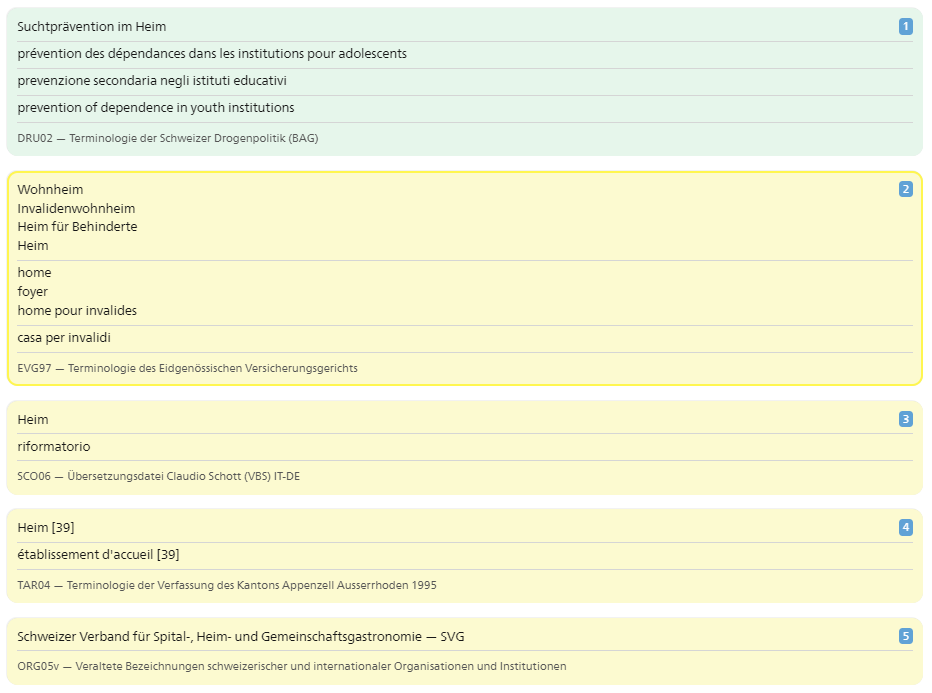 Suchtprävention im Heim 1
prévention des dépendances dans les institutions pour adolescents
prevenzione secondaria negli istituti educativi
prevention of dependence in youth institutions
DRU02 — Terminologie der Schweizer Drogenpolitik (BAG)
Wohnheim 2
Invalidenwohnheim
Heim für Behinderte
Heim
home
foyer
home pour invalides
casa per invalidi
EVG97 — Terminologie des Eidgenössischen Versicherungsgerichts
Heim 3
riformatorio
SCO06 — Übersetzungsdatei Claudio Schott (VBS) IT-DE
Heim [39] 4
établissement d'accueil [39]
TAR04 — Terminologie der Verfassung des Kantons Appenzell Ausserrhoden 1995
Schweizer Verband für Spital-, Heim- und Gemeinschaftsgastronomie — SVG 5
ORG05v — Veraltete Bezeichnungen schweizerischer und internationaler Organisationen und Institutionen